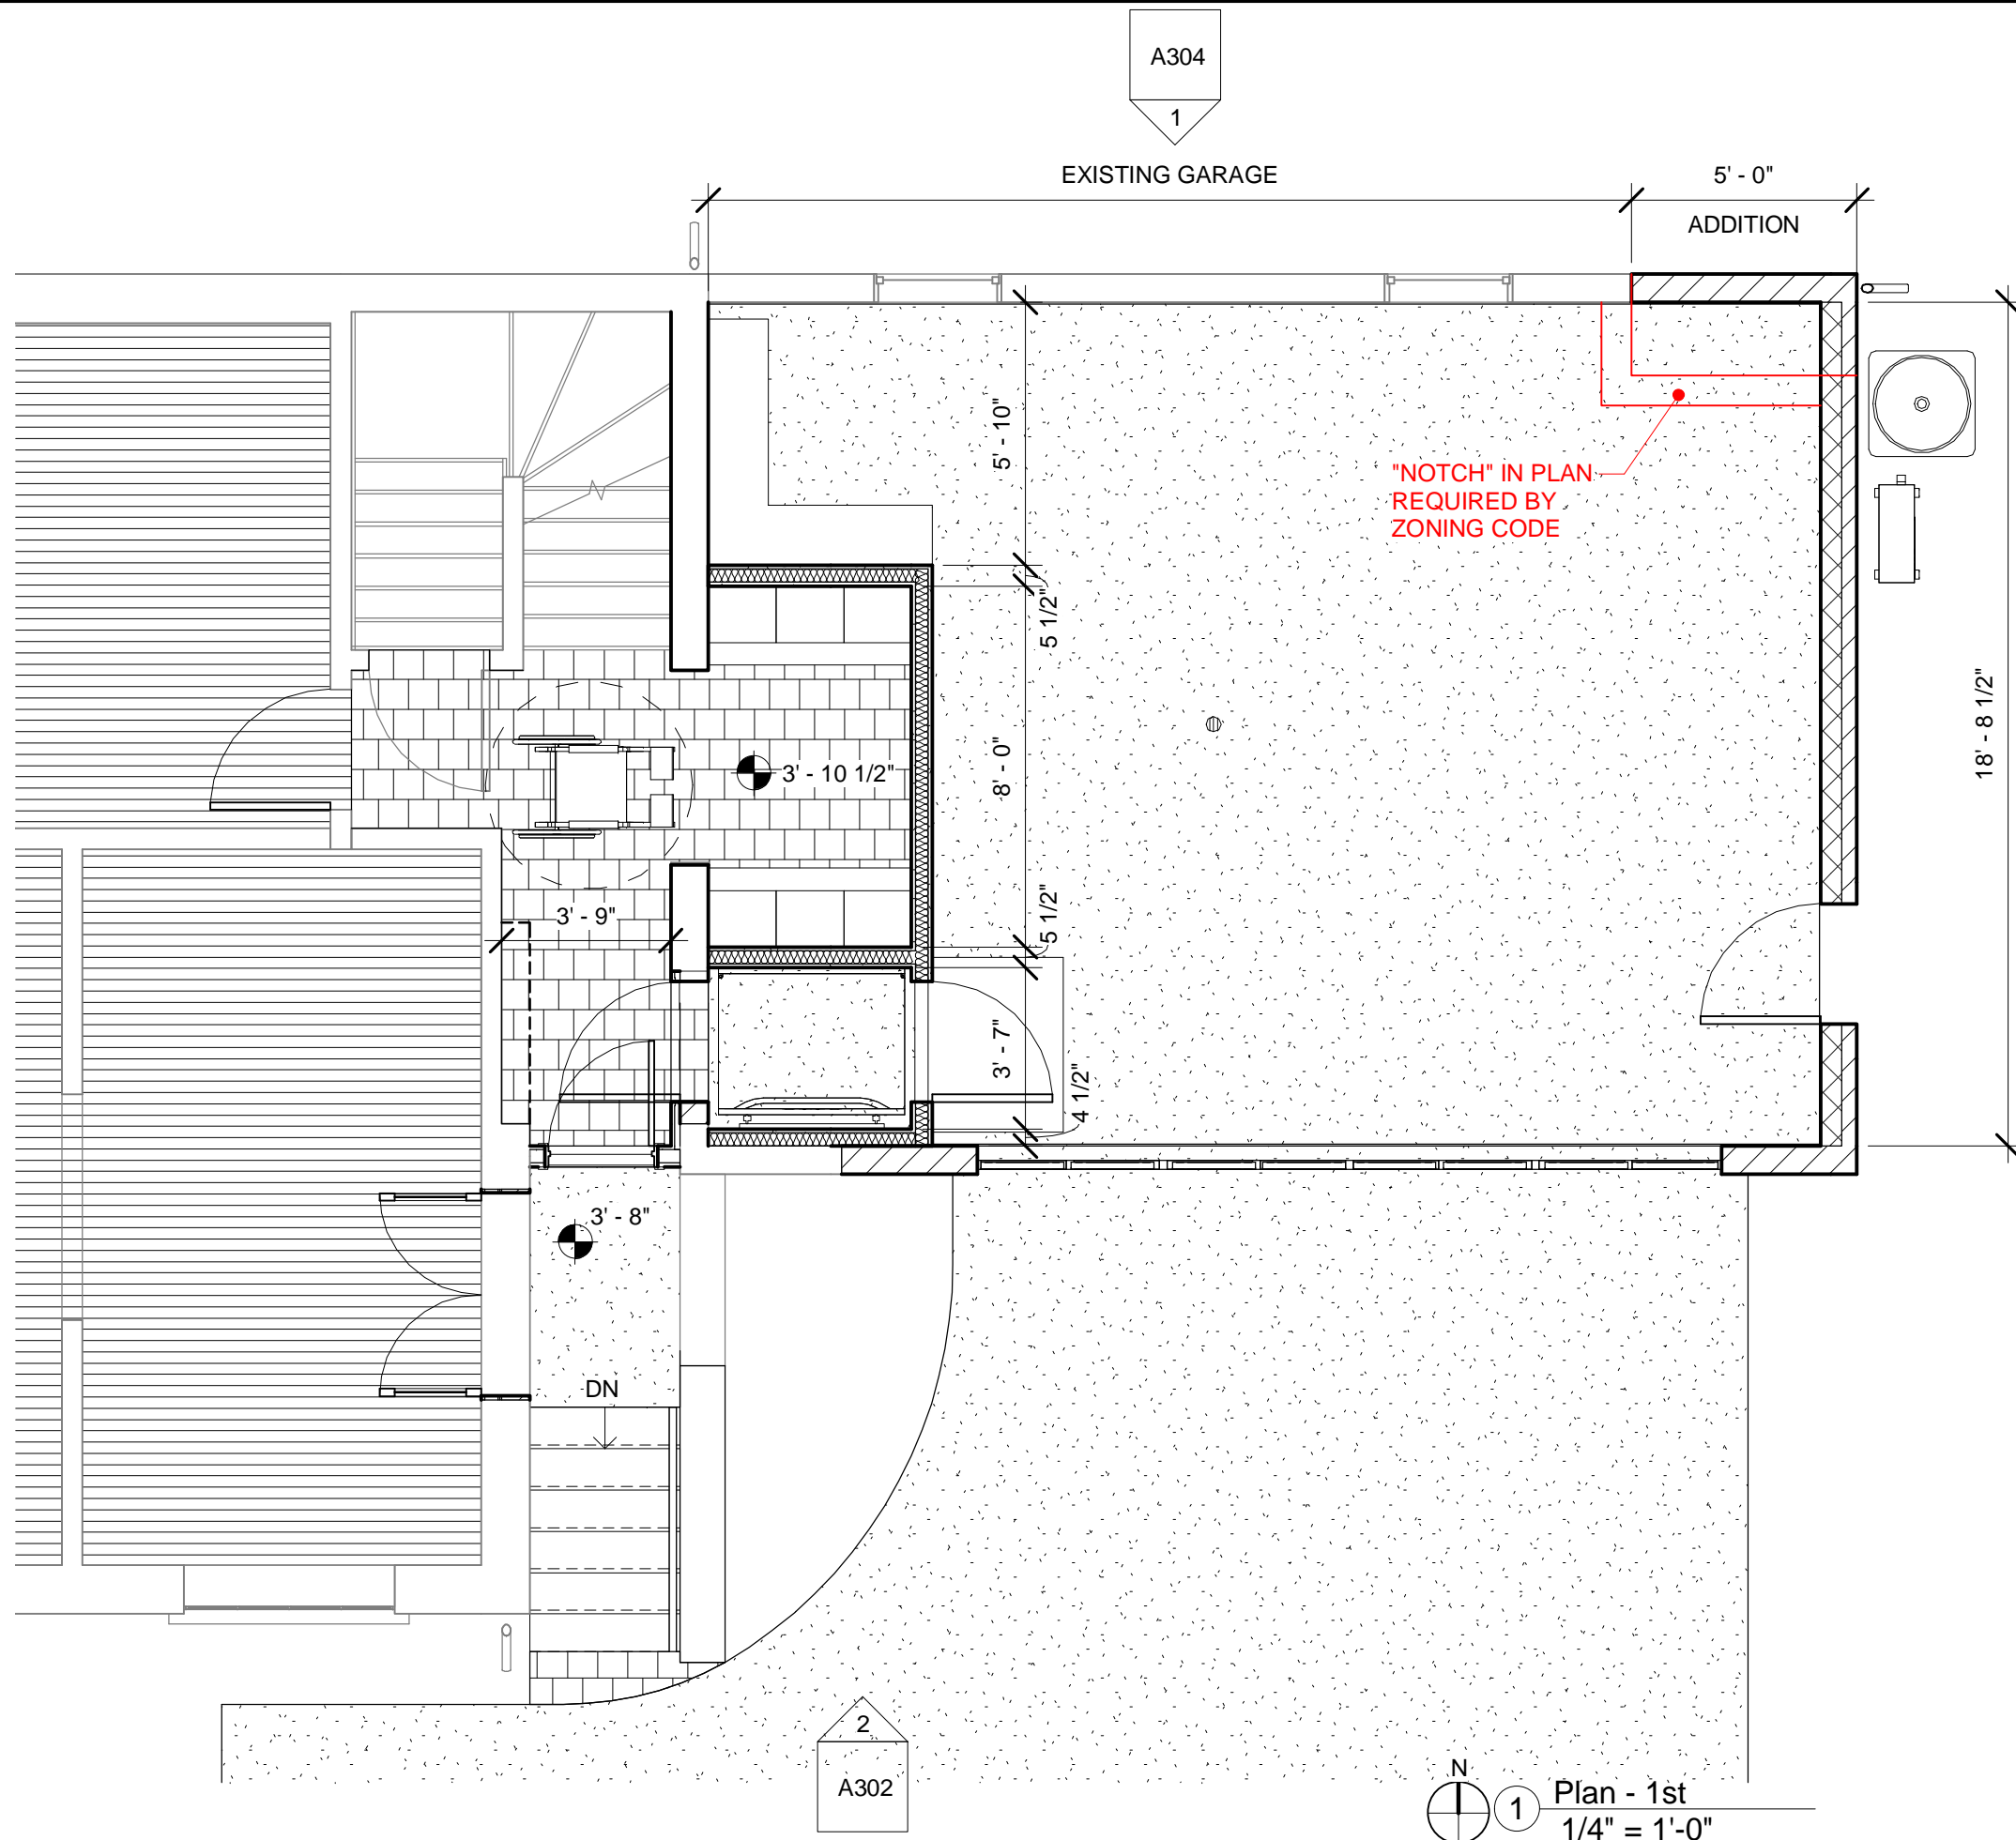 A304
1
EXISTING GARAGE
5' - 0"
ADDITION
5' - 10"
"NOTCH" IN PLAN
REQUIRED BY
ZONING CODE
5 1/2"
18' - 8 1/2"
8' - 0"
3' - 10 1/2"
3' - 9"
5 1/2"
3' - 7"
4 1/2"
3' - 8"
DN
2
A302
N
1
Plan - 1st
1/4" = 1'-0"